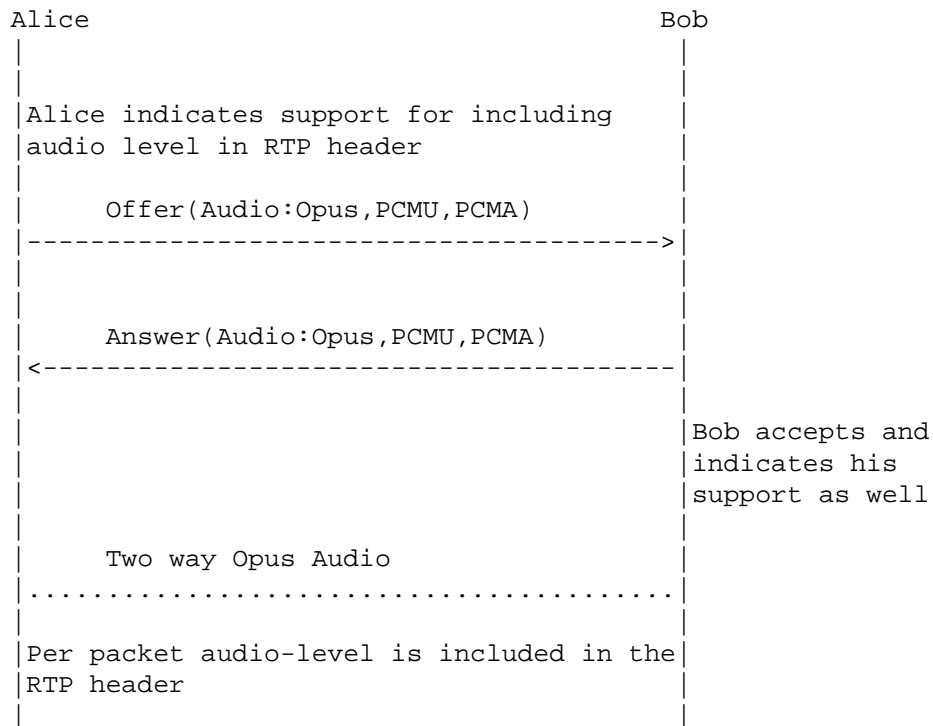 Alice Bob
Alice indicates support for including
audio level in RTP header
Offer(Audio:Opus,PCMU,PCMA)
Answer(Audio:Opus,PCMU,PCMA)
Bob accepts and
indicates his
support as well
Two way Opus Audio
Per packet audio-level is included in the
RTP header